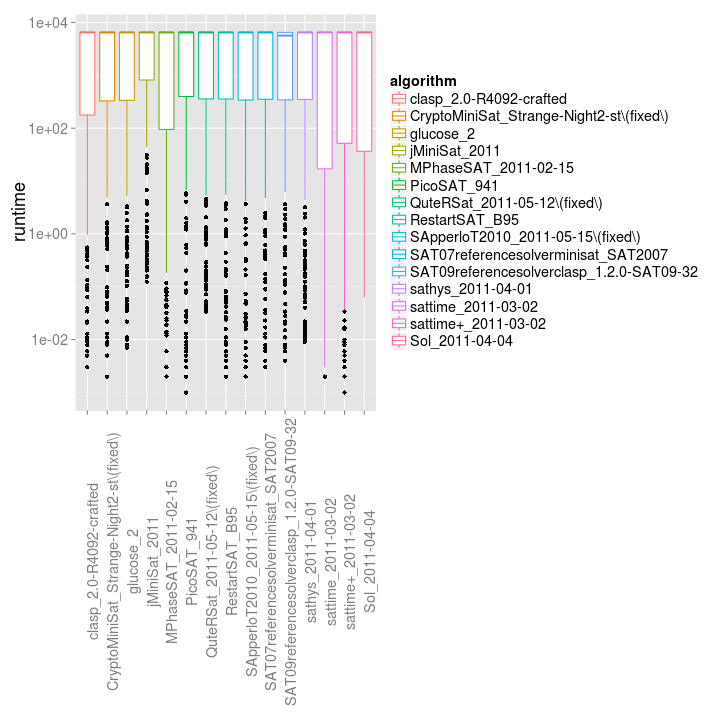 1e+04
1e+02
1e+00
1e-02
runtime
algorithm
clasp_2.0-R4092-crafted
CryptoMiniSat_Strange-Night2-st\(fixed\)
glucose_2
jMiniSat_2011
MPhaseSAT_2011-02-15
PicoSAT_941
QuteRSat_2011-05-12\(fixed\)
RestartSAT_B95
SApperloT2010_2011-05-15\(fixed\)
SAT07referencesolverminisat_SAT2007
SAT09referencesolverclasp_1.2.0-SAT09-32
sathys_2011-04-01
sattime_2011-03-02
sattime+_2011-03-02
Sol_2011-04-04
clasp_2.0-R4092-crafted
CryptoMiniSat_Strange-Night2-st\(fixed\)
glucose_2
jMiniSat_2011
MPhaseSAT_2011-02-15
PicoSAT_941
QuteRSat_2011-05-12\(fixed\)
RestartSAT_B95
SApperloT2010_2011-05-15\(fixed\)
SAT07referencesolverminisat_SAT2007
SAT09referencesolverclasp_1.2.0-SAT09-32
sathys_2011-04-01
sattime_2011-03-02
sattime+_2011-03-02
Sol_2011-04-04